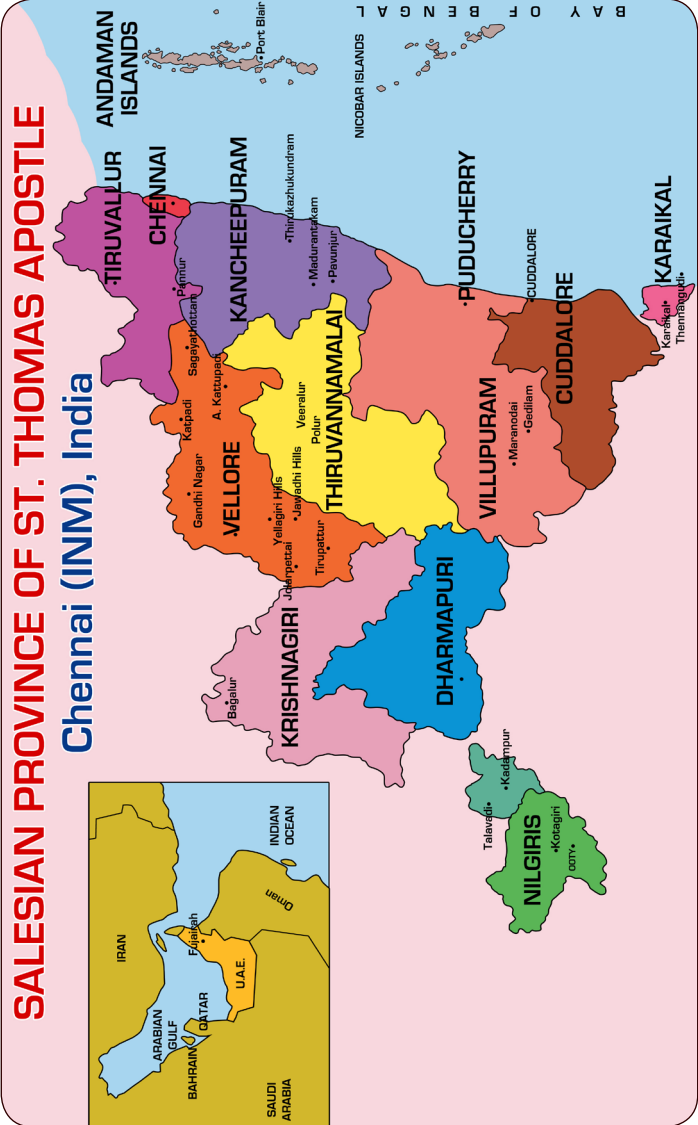 SALESIAN PROVINCE OF ST. THOMAS APOSTLE
Chennai (INM), India
IRAN
ARABIAN
GULF
BAHRAIN
QATAR
Fujairah
U.A.E.
SAUDI
ARABIA
Oman
INDIAN
OCEAN
ANDAMAN
ISLANDS
Port Blair
NICOBAR ISLANDS
BAY OF BENGAL
TIRUVALLUR
CHENNAI
Pannur
KANCHEEPURAM
Thirukazhukundram
Madurantakam
Pavunjur
Sagayathottam
A. Kattupadi
Katpadi
Gandhi Nagar
VELLORE
Yellagiri Hills
Jawadhi Hills
Jolarpettai
Tirupattur
Veeralur
Polur
THIRUVANNAMALAI
KRISHNAGIRI
Bagalur
DHARMAPURI
PUDUCHERRY
VILLUPURAM
Maranodai
Gedilam
CUDDALORE
CUDDALORE
KARAIKAL
Karaikal
Thennangudi
Talavadi
Kadampur
NILGIRIS
Kotagiri
OOTY